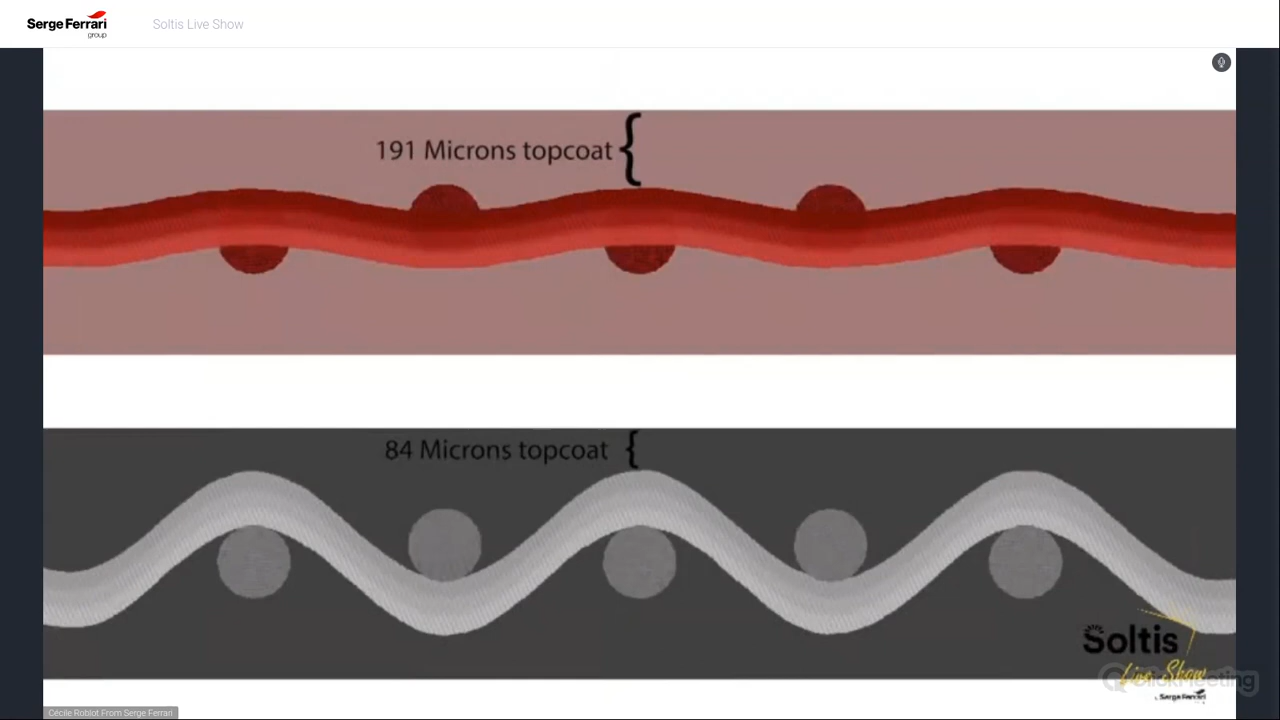 Serge Ferrari
group
Soltis Live Show
191 Microns topcoat
84 Microns topcoat
Soltis
Live Show
ClickMeeting
Serge Ferrari
Cécile Roblot From Serge Ferrari